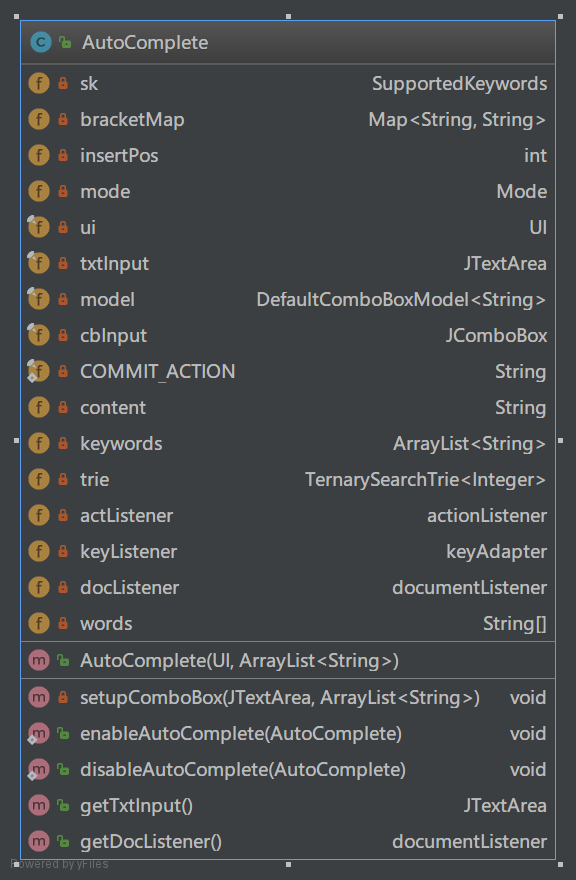 C AutoComplete
f sk SupportedKeywords
f bracketMap Map<String, String>
f insertPos int
f mode Mode
f ui UI
f txtInput JTextArea
f model DefaultComboBoxModel<String>
f cbInput JComboBox
f COMMIT_ACTION String
f content String
f keywords ArrayList<String>
f trie TernarySearchTrie<Integer>
f actListener actionListener
f keyListener keyAdapter
f docListener documentListener
f words String[]
m AutoComplete(UI, ArrayList<String>)
m setupComboBox(JTextArea, ArrayList<String>) void
m enableAutoComplete(AutoComplete) void
m disableAutoComplete(AutoComplete) void
m getTxtInput() JTextArea
m getDocListener() documentListener
Powered by yFiles